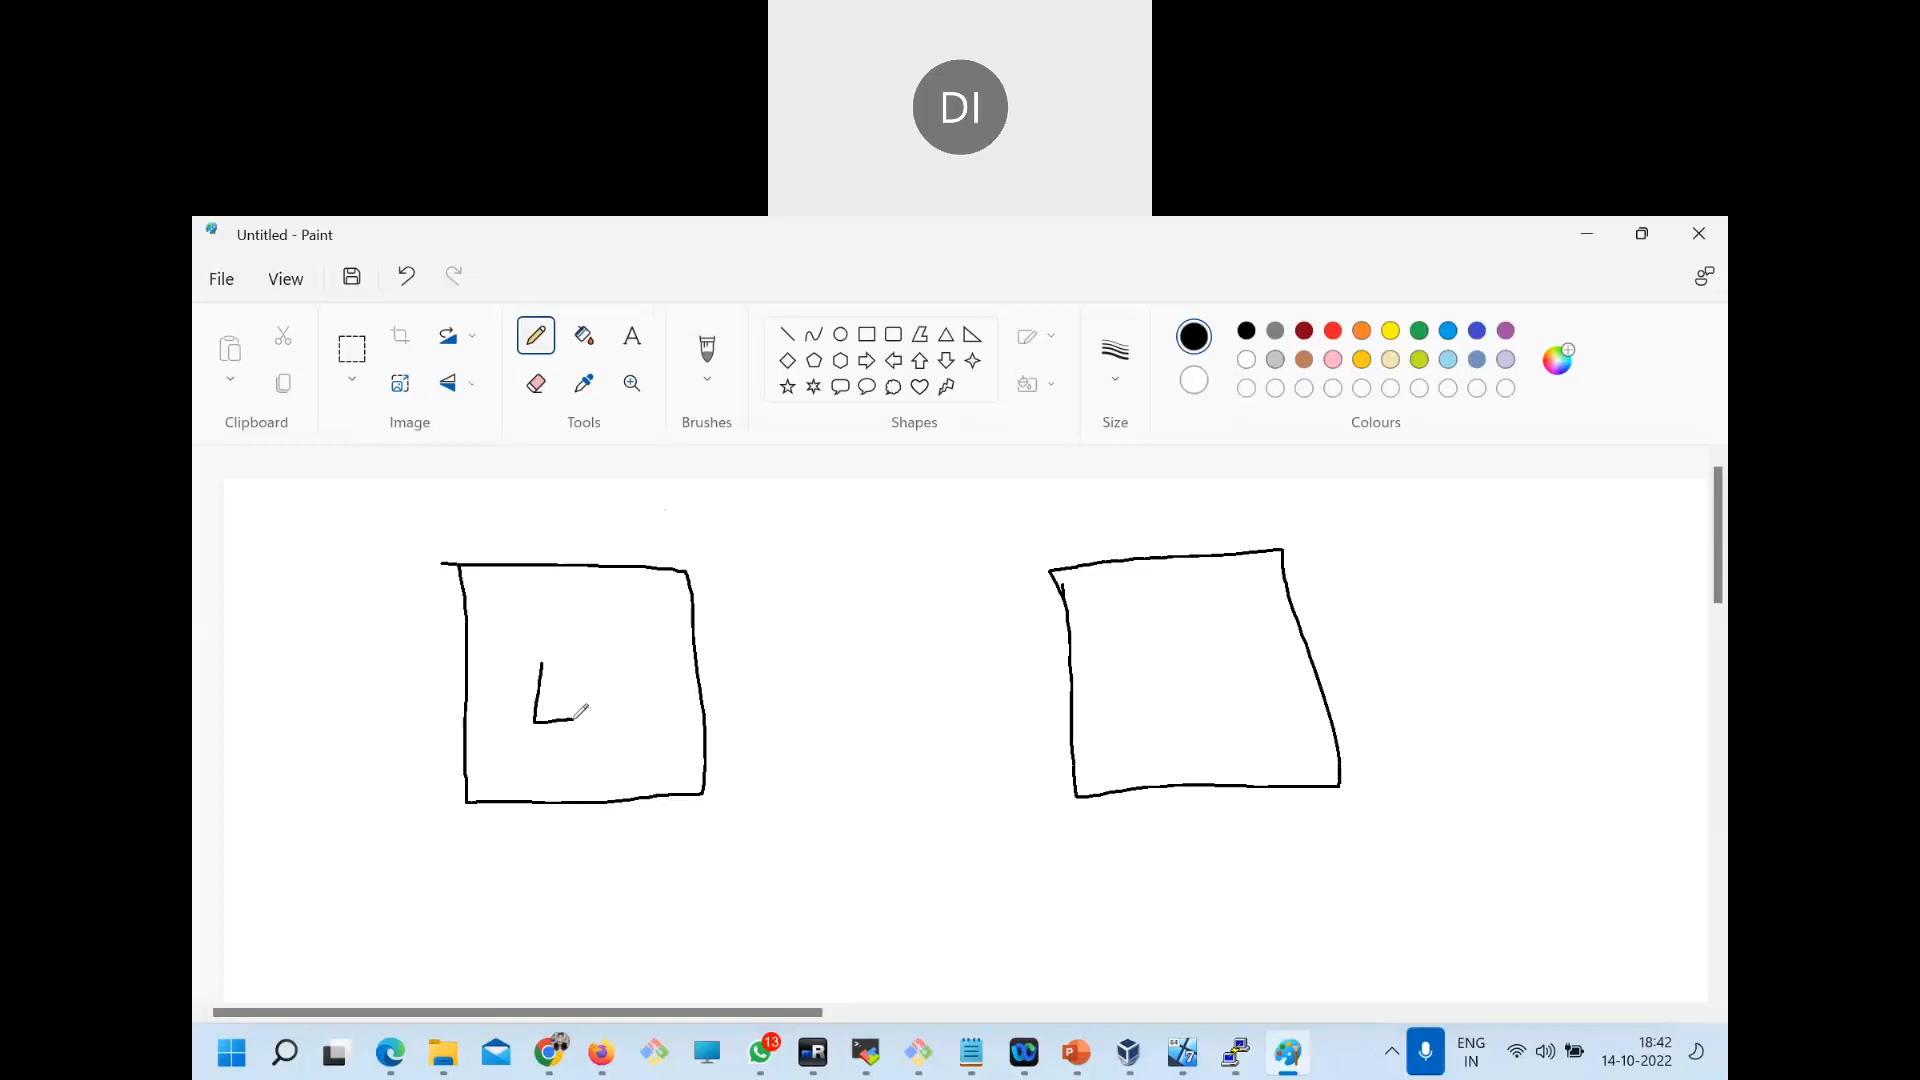 DI
Untitled - Paint
File View
Clipboard Image Tools Brushes Shapes Size Colours
L
13
ENG
IN
18:42
14-10-2022